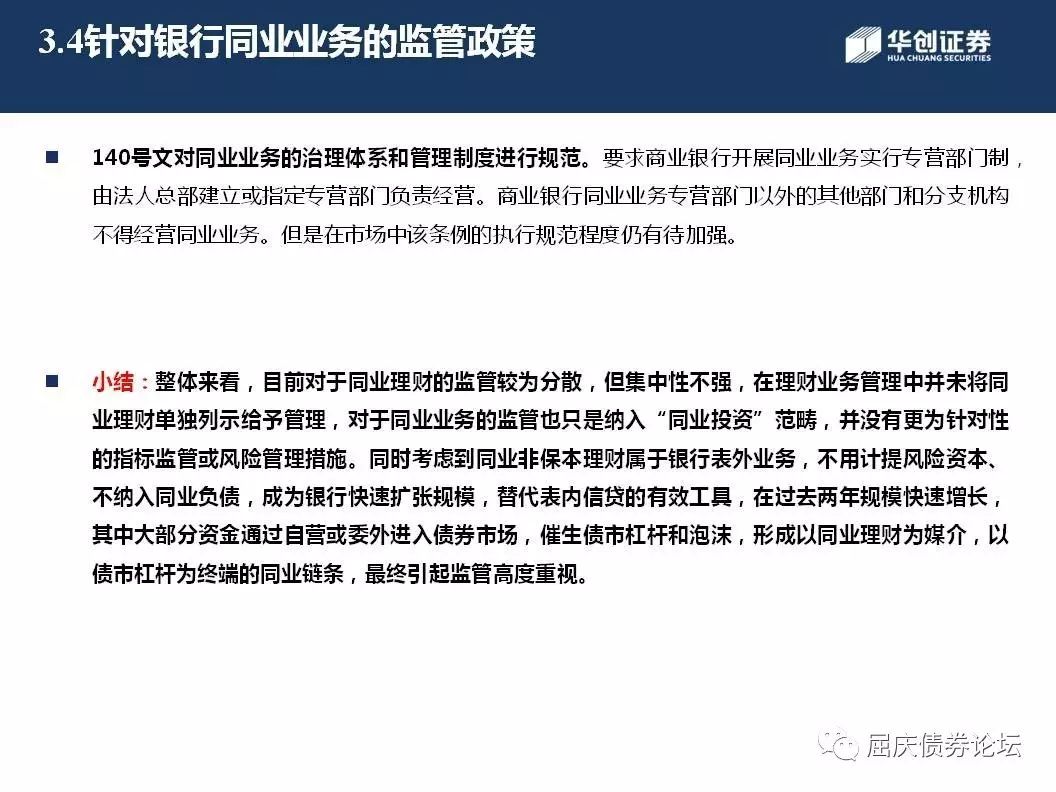 3.4针对银行同业业务的监管政策
华创证券
HUA CHUANG SECURITIES
140号文对同业业务的治理体系和管理制度进行规范。要求商业银行开展同业业务实行专营部门制，
由法人总部建立或指定专营部门负责经营。商业银行同业业务专营部门以外的其他部门和分支机构
不得经营同业业务。但是在市场中该条例的执行规范程度仍有待加强。
小结：整体来看，目前对于同业理财的监管较为分散，但集中性不强，在理财业务管理中并未将同
业理财单独列示给予管理，对于同业业务的监管也只是纳入“同业投资”范畴，并没有更为针对性
的指标监管或风险管理措施。同时考虑到同业非保本理财属于银行表外业务，不用计提风险资本、
不纳入同业负债，成为银行快速扩张规模，替代表内信贷的有效工具，在过去两年规模快速增长，
其中大部分资金通过自营或委外进入债券市场，催生债市杠杆和泡沫，形成以同业理财为媒介，以
债市杠杆为终端的同业链条，最终引起监管高度重视。
屈庆债券论坛